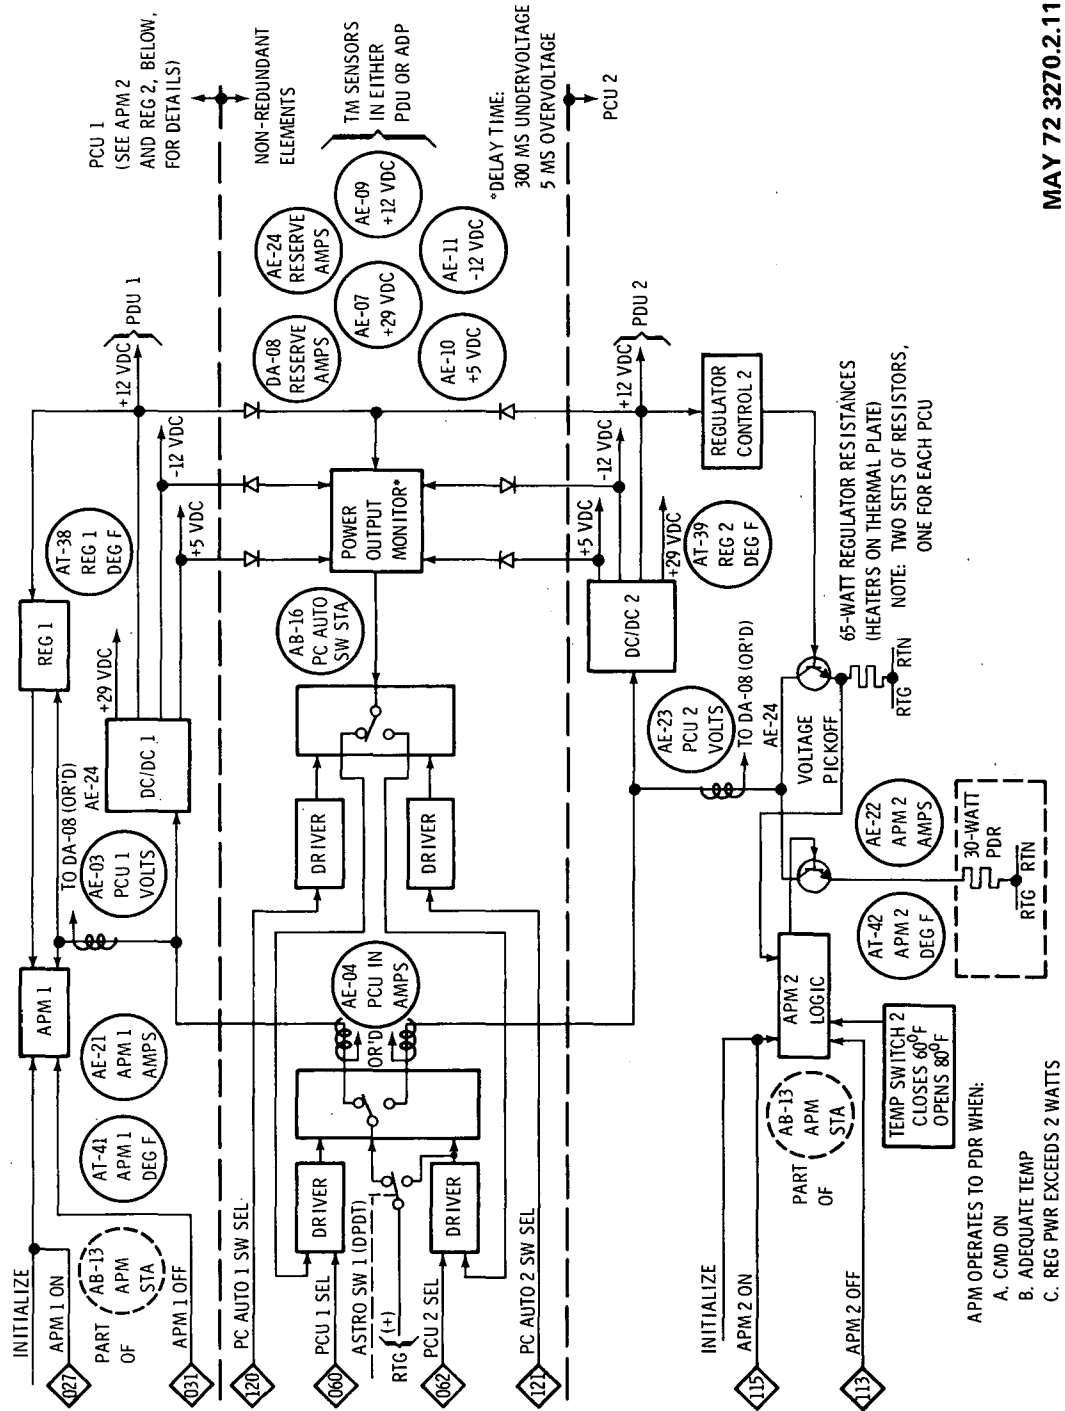 PCU 1
(SEE APM 2
AND REG 2, BELOW,
FOR DETAILS)
NON-REDUNDANT
ELEMENTS
TM SENSORS
IN EITHER
PDU OR ADP
*DELAY TIME:
300 MS UNDERVOLTAGE
5 MS OVERVOLTAGE
PCU 2
INITIALIZE
027
APM 1 ON
PART
OF
AB-13
APM
STA
031
APM 1 OFF
AT-41
APM 1
DEG F
AE-21
APM 1
AMPS
APM 1
TO DA-08 (OR'D)
AE-24
AE-03
PCU 1
VOLTS
REG 1
AT-38
REG 1
DEG F
DC/DC 1
+29 VDC
+12 VDC
-12 VDC
+5 VDC
PDU 1
120
PC AUTO 1 SW SEL
060
PCU 1 SEL
ASTRO SW 1 (DPDT)
RTG
(+)
062
PCU 2 SEL
121
PC AUTO 2 SW SEL
DRIVER
DRIVER
OR'D
AE-04
PCU IN
AMPS
DRIVER
DRIVER
AB-16
PC AUTO
SW STA
POWER
OUTPUT
MONITOR*
DA-08
RESERVE
AMPS
AE-24
RESERVE
AMPS
AE-07
+29 VDC
AE-09
+12 VDC
AE-10
+5 VDC
AE-11
-12 VDC
DC/DC 2
+5 VDC
-12 VDC
+12 VDC
+29 VDC
PDU 2
AT-39
REG 2
DEG F
REGULATOR
CONTROL 2
AE-23
PCU 2
VOLTS
TO DA-08 (OR'D)
AE-24
VOLTAGE
PICKOFF
RTG
RTN
65-WATT REGULATOR RESISTANCES
(HEATERS ON THERMAL PLATE)
NOTE: TWO SETS OF RESISTORS,
ONE FOR EACH PCU
INITIALIZE
115
APM 2 ON
PART
OF
AB-13
APM
STA
113
APM 2 OFF
APM 2
LOGIC
TEMP SWITCH 2
CLOSES 60°F
OPENS 80°F
AT-42
APM 2
DEG F
AE-22
APM 2
AMPS
30-WATT
PDR
RTG
RTN
APM OPERATES TO PDR WHEN:
A. CMD ON
B. ADEQUATE TEMP
C. REG PWR EXCEEDS 2 WATTS
MAY 72 3270.2.11